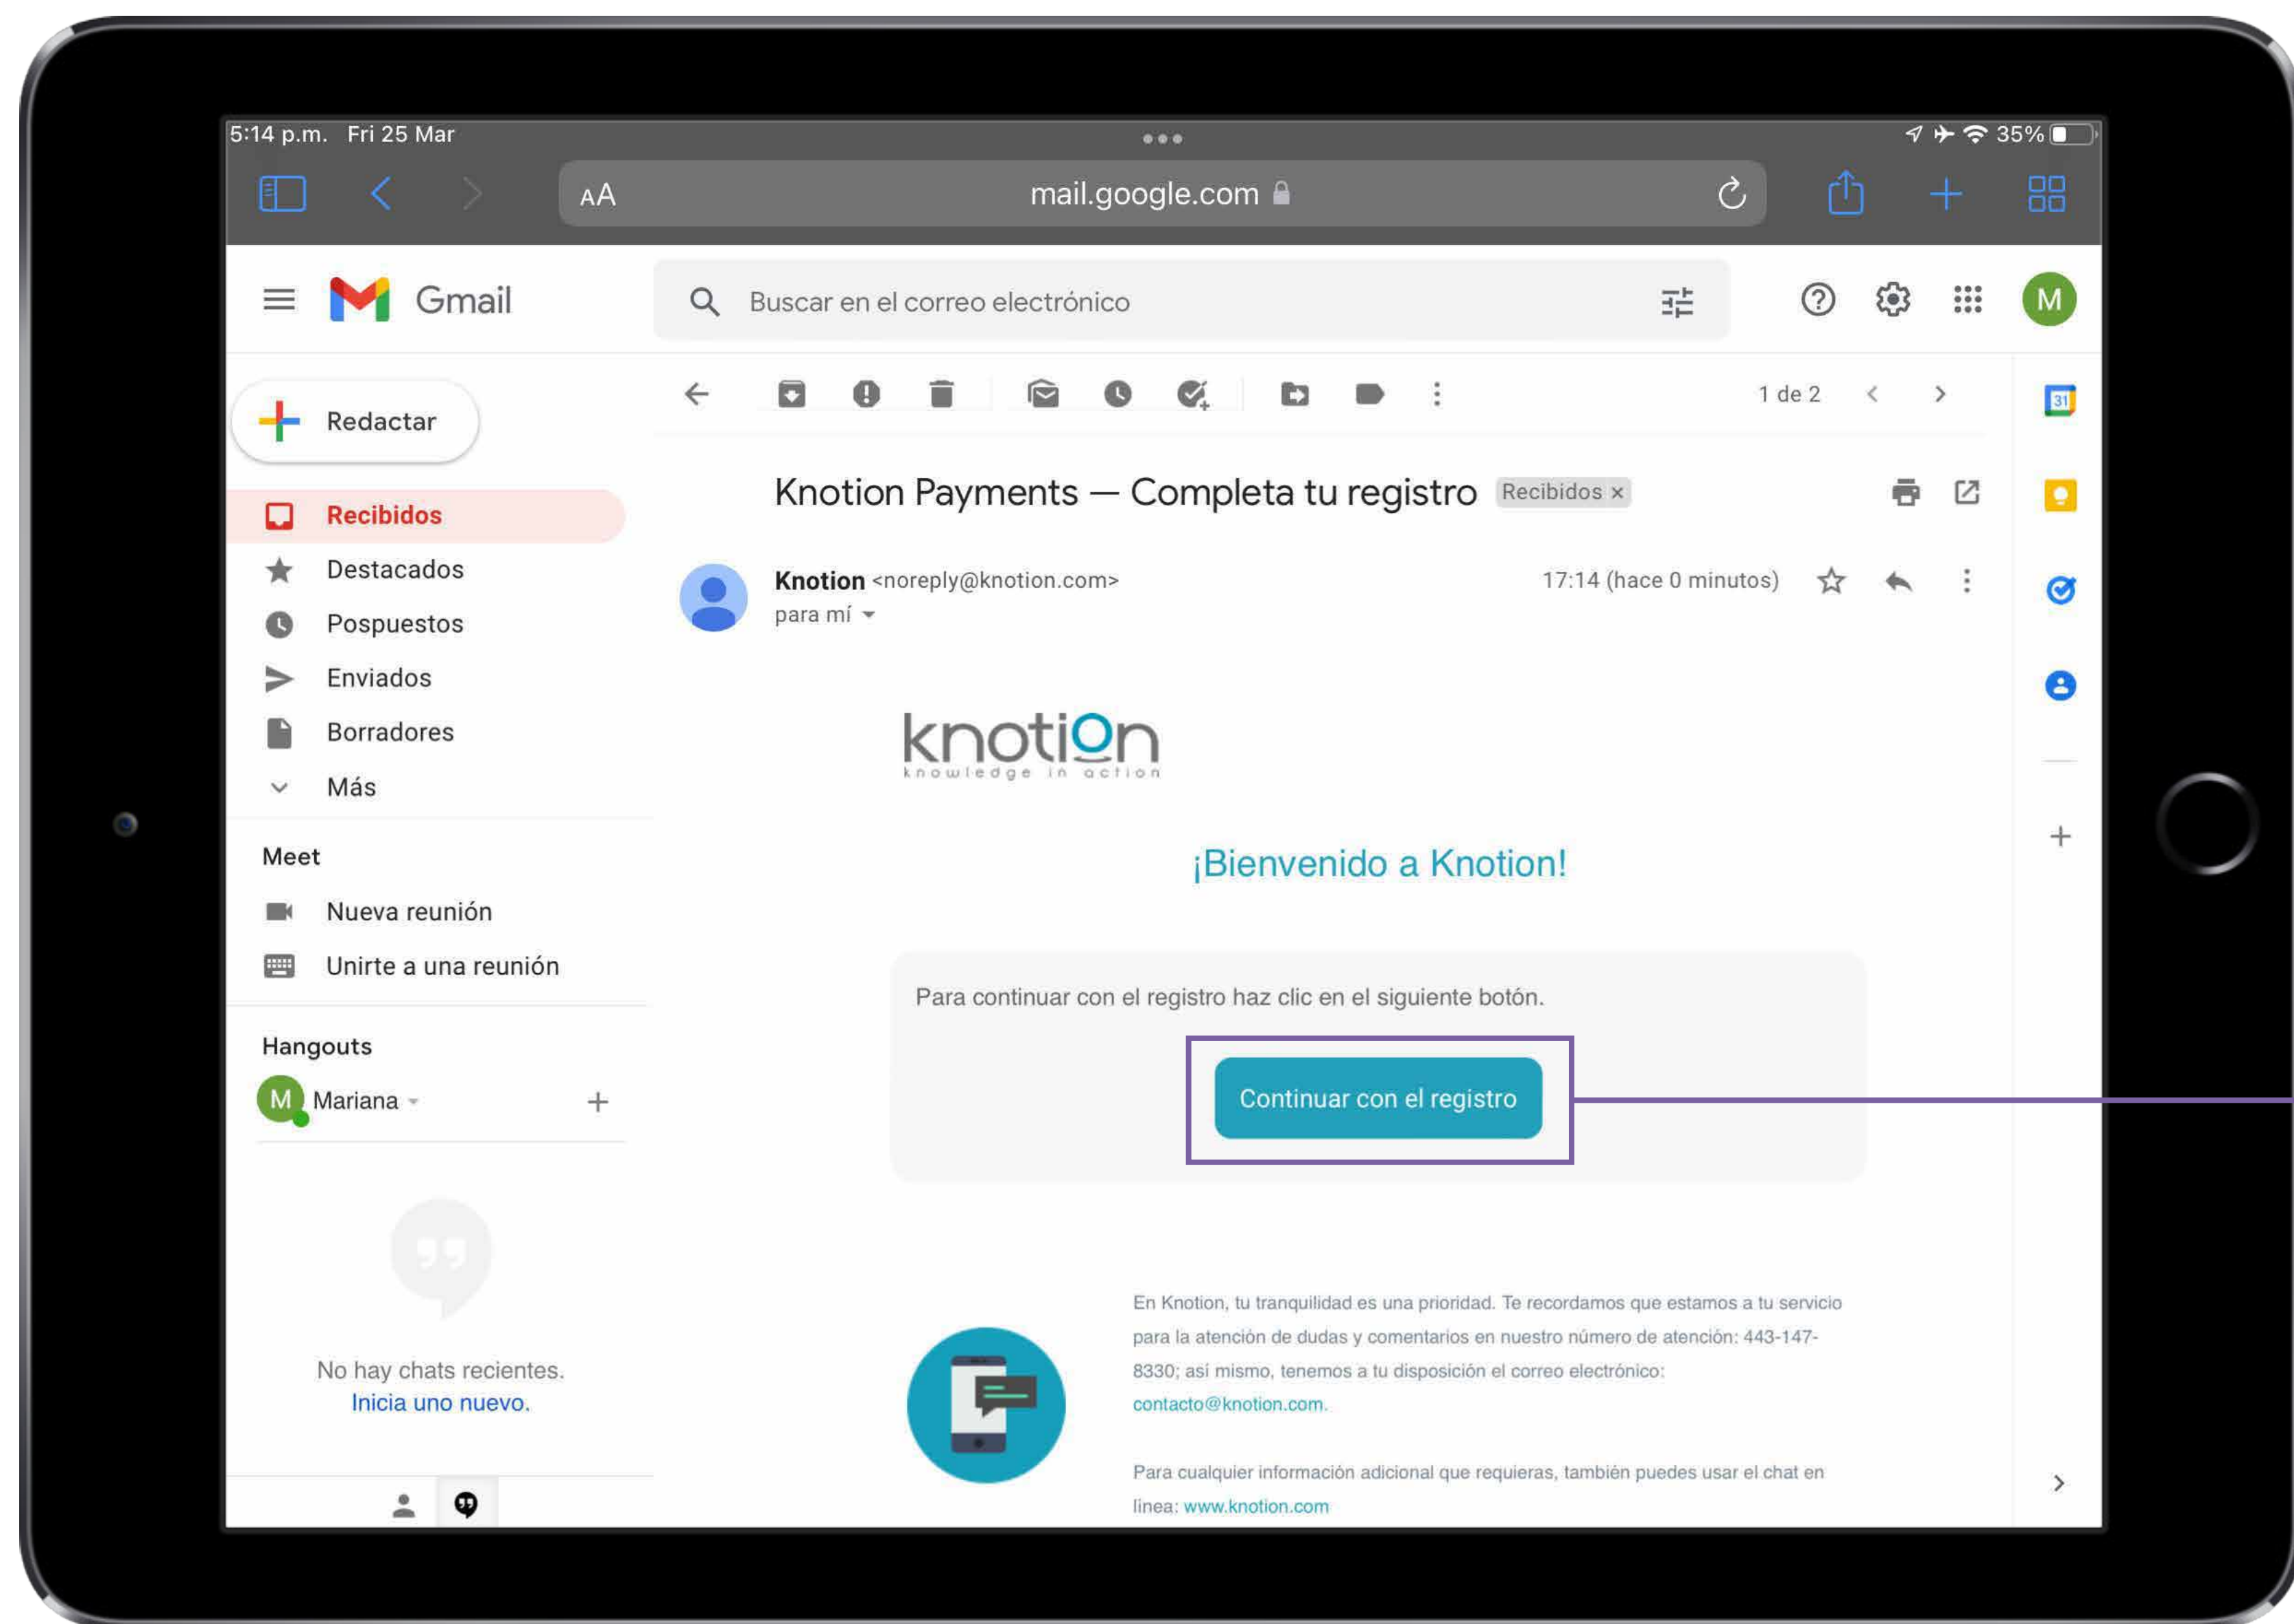 5:14 p.m. Fri 25 Mar
35%
AA
mail.google.com
Gmail
Buscar en el correo electrónico
M
Redactar
1 de 2
31
Recibidos
Destacados
Pospuestos
Enviados
Borradores
Más
Meet
Nueva reunión
Unirte a una reunión
Hangouts
M Mariana
No hay chats recientes.
Inicia uno nuevo.
Knotion Payments — Completa tu registro Recibidos x
Knotion <noreply@knotion.com>
17:14 (hace 0 minutos)
para mí
knotion
knowledge in action
¡Bienvenido a Knotion!
Para continuar con el registro haz clic en el siguiente botón.
Continuar con el registro
En Knotion, tu tranquilidad es una prioridad. Te recordamos que estamos a tu servicio
para la atención de dudas y comentarios en nuestro número de atención: 443-147-
8330; así mismo, tenemos a tu disposición el correo electrónico:
contacto@knotion.com.
Para cualquier información adicional que requieras, también puedes usar el chat en
línea: www.knotion.com